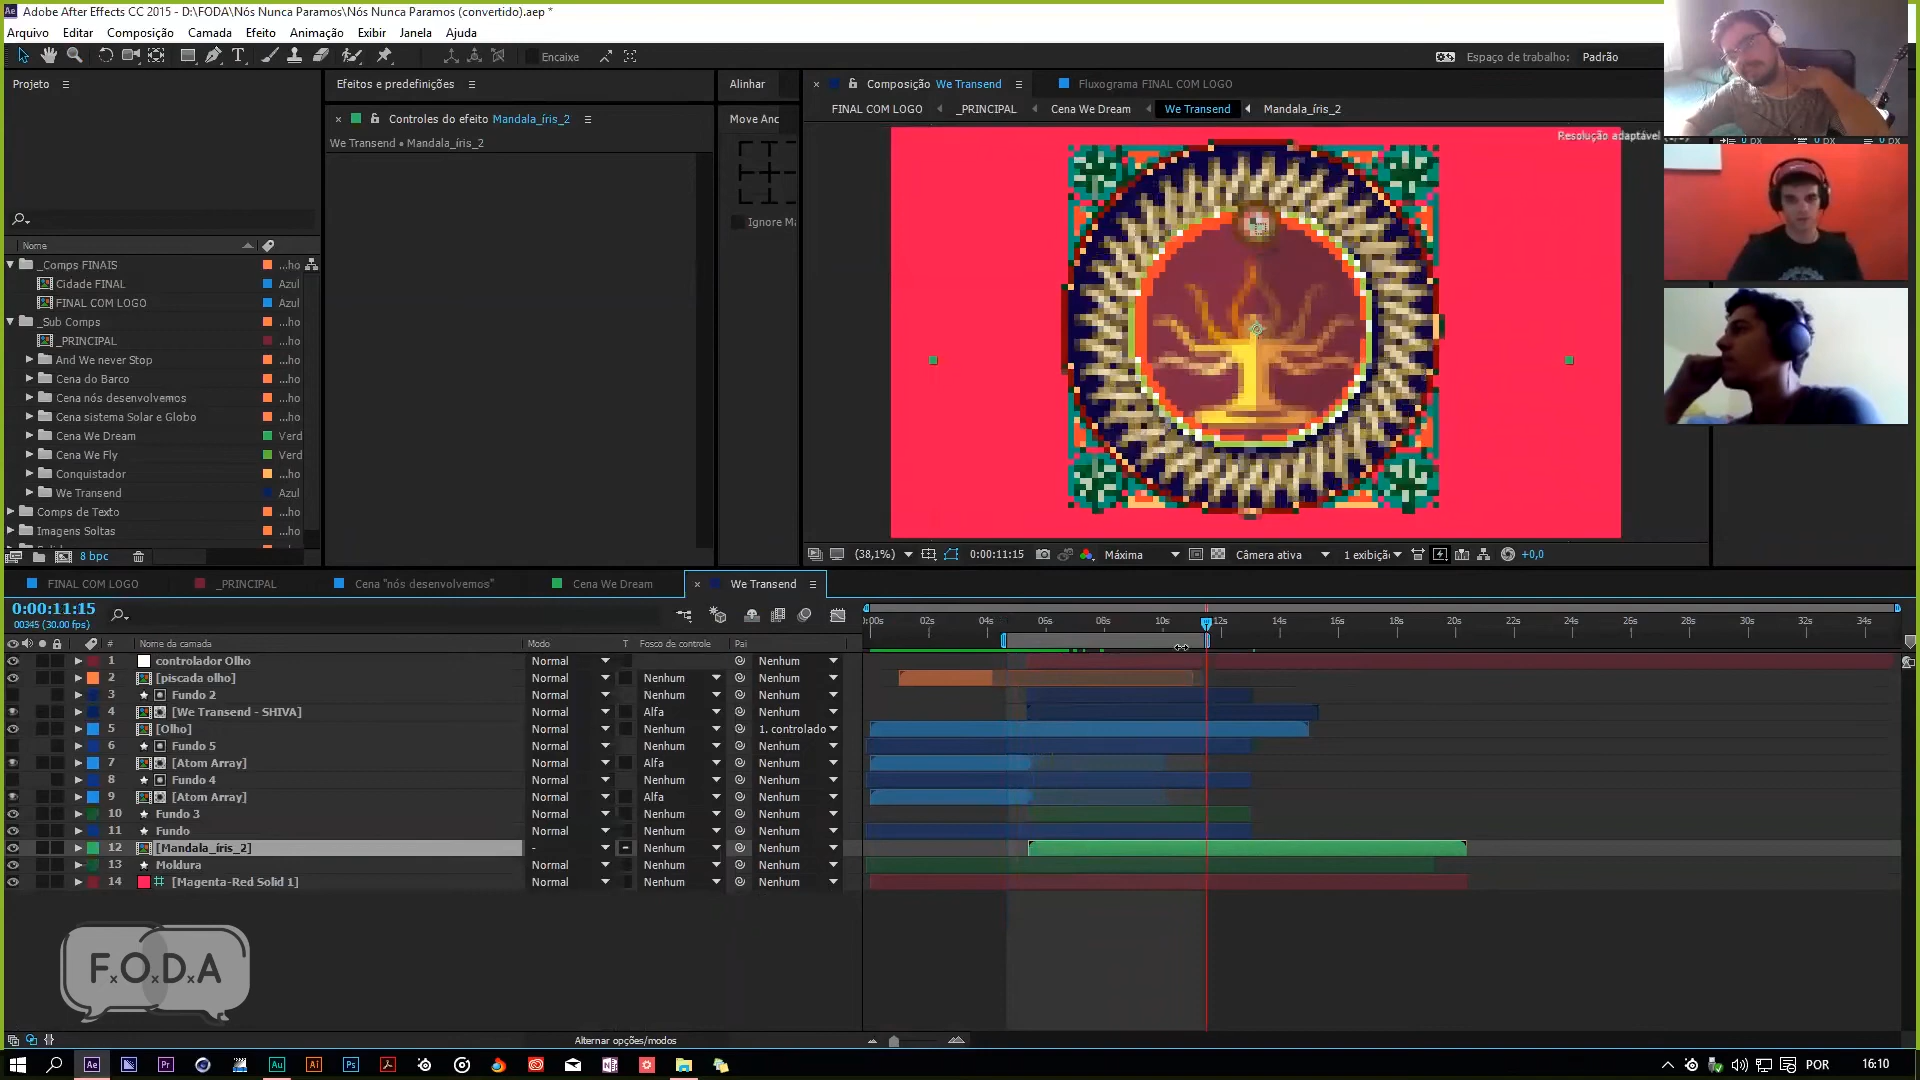 Adobe After Effects CC 2015 - D:\FODA\Nós Nunca Paramos\Nós Nunca Paramos (convertido).aep *
Arquivo Editar Composição Camada Efeito Animação Exibir Janela Ajuda
Encaixe
Espaço de trabalho: Padrão
Projeto
Efeitos e predefinições
Alinhar
Composição We Transend
Fluxograma FINAL COM LOGO
FINAL COM LOGO _PRINCIPAL Cena We Dream We Transend Mandala_íris_2
Controles do efeito Mandala_íris_2
Move Anc
We Transend • Mandala_íris_2
Resolução adaptável
Ignore Ma
Nome
_Comps FINAIS ...ho
Cidade FINAL Azul
FINAL COM LOGO Azul
_Sub Comps ...ho
_PRINCIPAL ...ho
And We never Stop ...ho
Cena do Barco ...ho
Cena nós desenvolvemos ...ho
Cena sistema Solar e Globo ...ho
Cena We Dream Verd
Cena We Fly Verd
Conquistador ...ho
We Transend Azul
Comps de Texto ...ho
Imagens Soltas ...ho
8 bpc
(38,1%) 0:00:11:15 Máxima Câmera ativa 1 exibiçã +0,0
FINAL COM LOGO _PRINCIPAL Cena "nós desenvolvemos" Cena We Dream We Transend
0:00:11:15
00345 (30.00 fps)
:00s 02s 04s 06s 08s 10s 12s 14s 16s 18s 20s 22s 24s 26s 28s 30s 32s 34s
# Nome da camada Modo T Fosco de controle Pai
1 controlador Olho Normal Nenhum
2 [piscada olho] Normal Nenhum Nenhum
3 Fundo 2 Normal Nenhum Nenhum
4 [We Transend - SHIVA] Normal Alfa Nenhum
5 [Olho] Normal Nenhum 1. controlado
6 Fundo 5 Normal Nenhum Nenhum
7 [Atom Array] Normal Alfa Nenhum
8 Fundo 4 Normal Nenhum Nenhum
9 [Atom Array] Normal Alfa Nenhum
10 Fundo 3 Normal Nenhum Nenhum
11 Fundo Normal Nenhum Nenhum
12 [Mandala_íris_2] - Nenhum Nenhum
13 Moldura Normal Nenhum Nenhum
14 [Magenta-Red Solid 1] Normal Nenhum Nenhum
FxOxDxA
Alternar opções/modos
POR 16:10